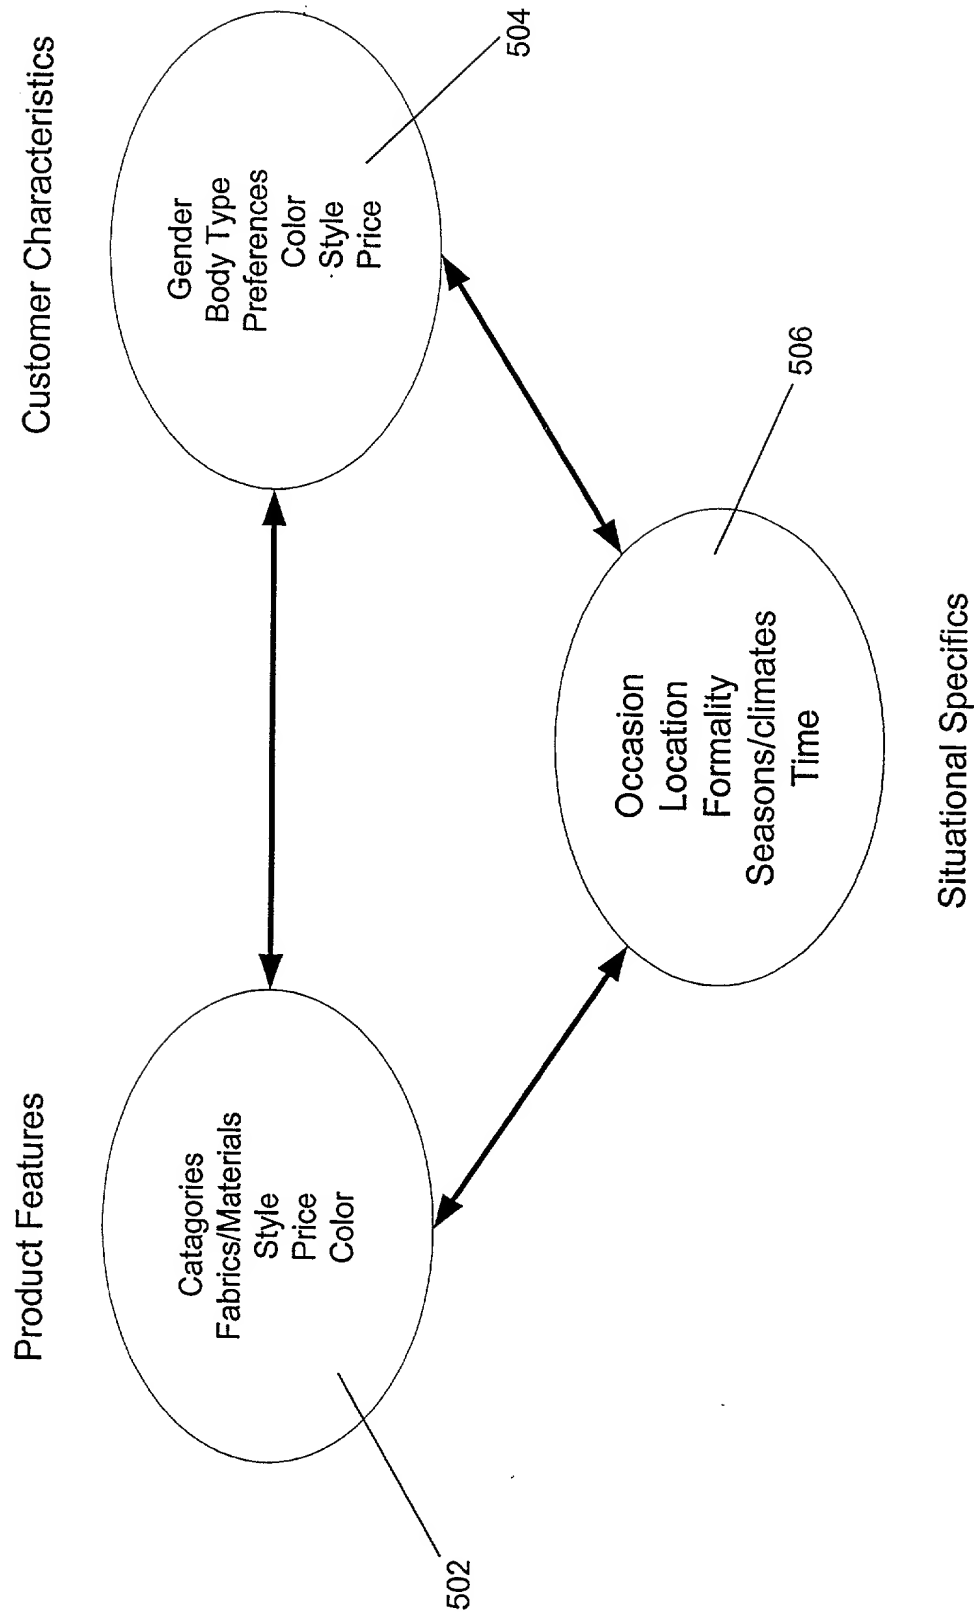 Product Features
Customer Characteristics
Catagories
Fabrics/Materials
Style
Price
Color
502
Gender
Body Type
Preferences
Color
Style
Price
504
Occasion
Location
Formality
Seasons/climates
Time
506
Situational Specifics